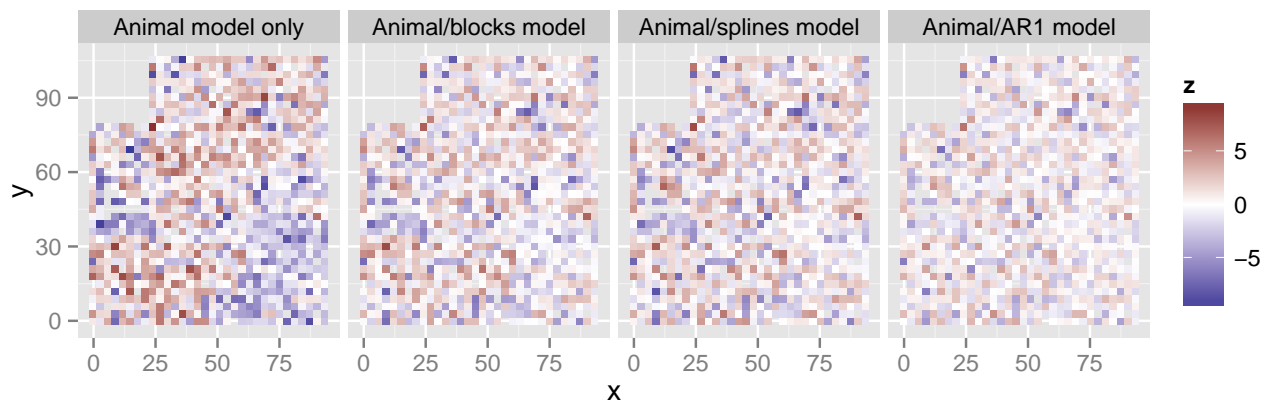 Animal model only
Animal/blocks model
Animal/splines model
Animal/AR1 model
y
90
60
30
0
0 25 50 75
0 25 50 75
0 25 50 75
0 25 50 75
x
z
5
0
−5